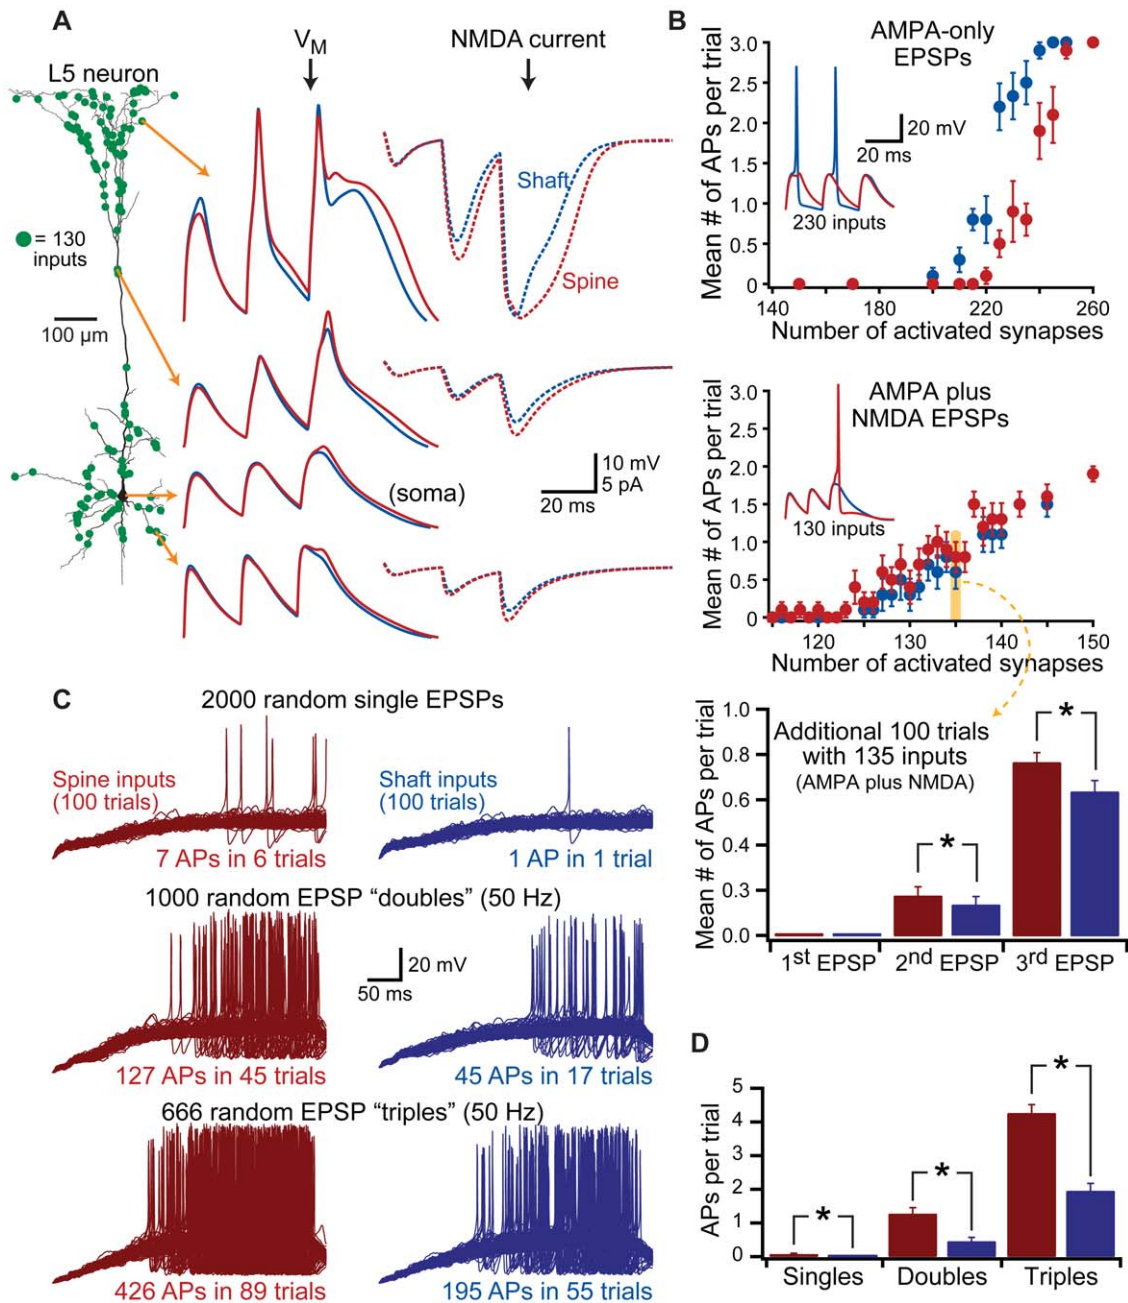 A
V_M
NMDA current
L5 neuron
= 130
inputs
100 µm
Shaft
Spine
(soma)
10 mV
5 pA
20 ms
B
AMPA-only
EPSPs
Mean # of APs per trial
3.0
2.5
2.0
1.5
1.0
0.5
0
20 mV
20 ms
230 inputs
140
180
220
260
Number of activated synapses
AMPA plus
NMDA EPSPs
Mean # of APs per trial
3.0
2.5
2.0
1.5
1.0
0.5
0
130 inputs
120
130
140
150
Number of activated synapses
Additional 100 trials
with 135 inputs
(AMPA plus NMDA)
Mean # of APs per trial
1.0
0.8
0.6
0.4
0.3
0.0
*
*
1st EPSP
2nd EPSP
3rd EPSP
C
2000 random single EPSPs
Spine inputs
(100 trials)
Shaft inputs
(100 trials)
7 APs in 6 trials
1 AP in 1 trial
1000 random EPSP “doubles” (50 Hz)
20 mV
50 ms
127 APs in 45 trials
45 APs in 17 trials
666 random EPSP “triples” (50 Hz)
426 APs in 89 trials
195 APs in 55 trials
D
APs per trial
5
4
3
2
1
0
*
*
*
Singles
Doubles
Triples